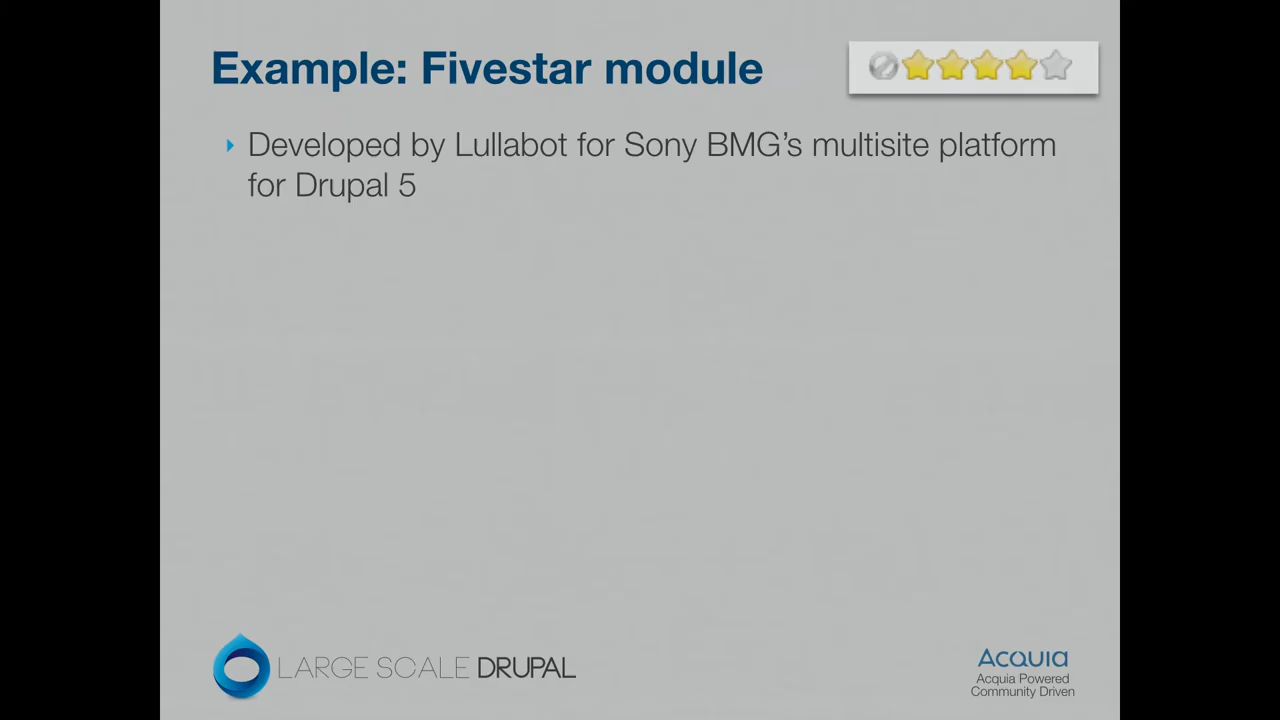 Example: Fivestar module
Developed by Lullabot for Sony BMG’s multisite platform
for Drupal 5
LARGE SCALE DRUPAL
Acquia
Acquia Powered
Community Driven